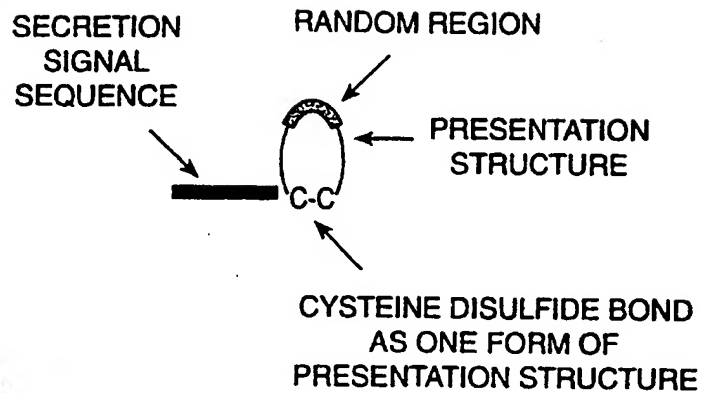 SECRETION
SIGNAL
SEQUENCE
RANDOM REGION
PRESENTATION
STRUCTURE
C-C
CYSTEINE DISULFIDE BOND
AS ONE FORM OF
PRESENTATION STRUCTURE